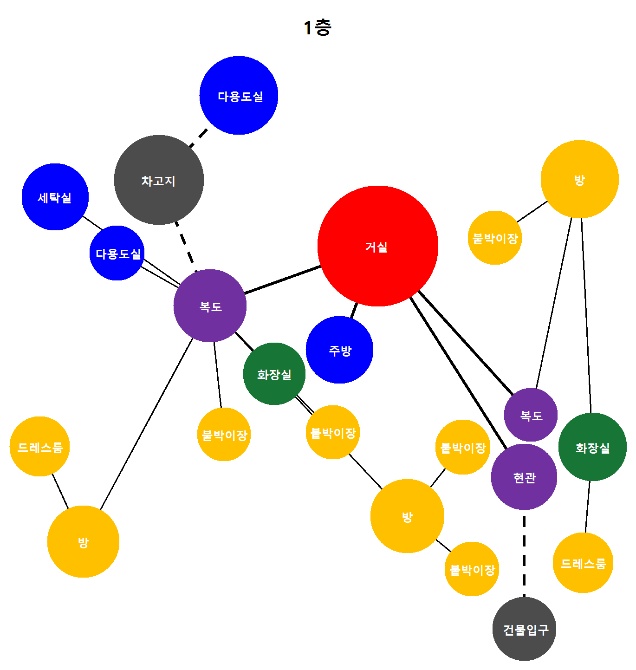 1층
다용도실
차고지
방
세탁실
붙박이장
거실
다용도실
복도
주방
화장실
복도
붙박이장
붙박이장
드레스룸
붙박이장
화장실
현관
방
방
드레스룸
붙박이장
건물입구